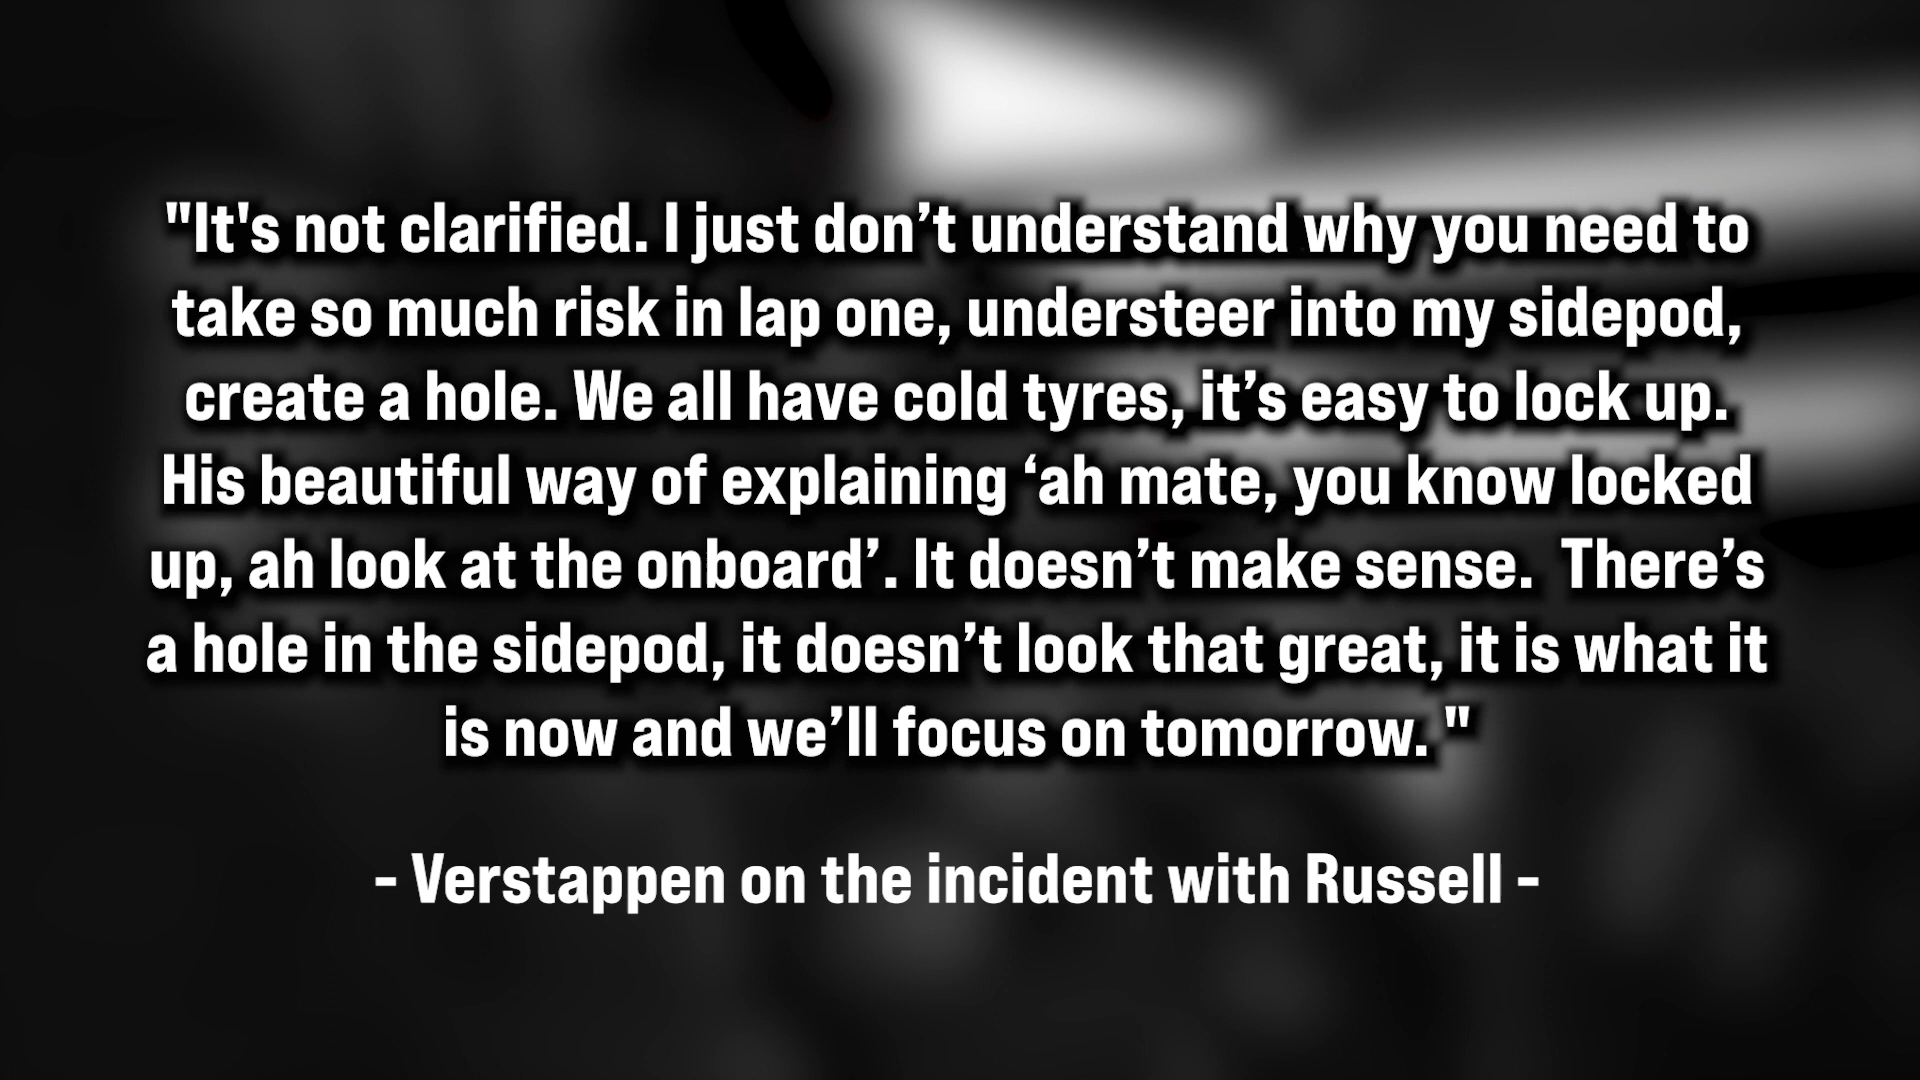 "It's not clarified. I just don’t understand why you need to
take so much risk in lap one, understeer into my sidepod,
create a hole. We all have cold tyres, it’s easy to lock up.
His beautiful way of explaining ‘ah mate, you know locked
up, ah look at the onboard’. It doesn’t make sense.  There’s
a hole in the sidepod, it doesn’t look that great, it is what it
is now and we’ll focus on tomorrow. "
- Verstappen on the incident with Russell -